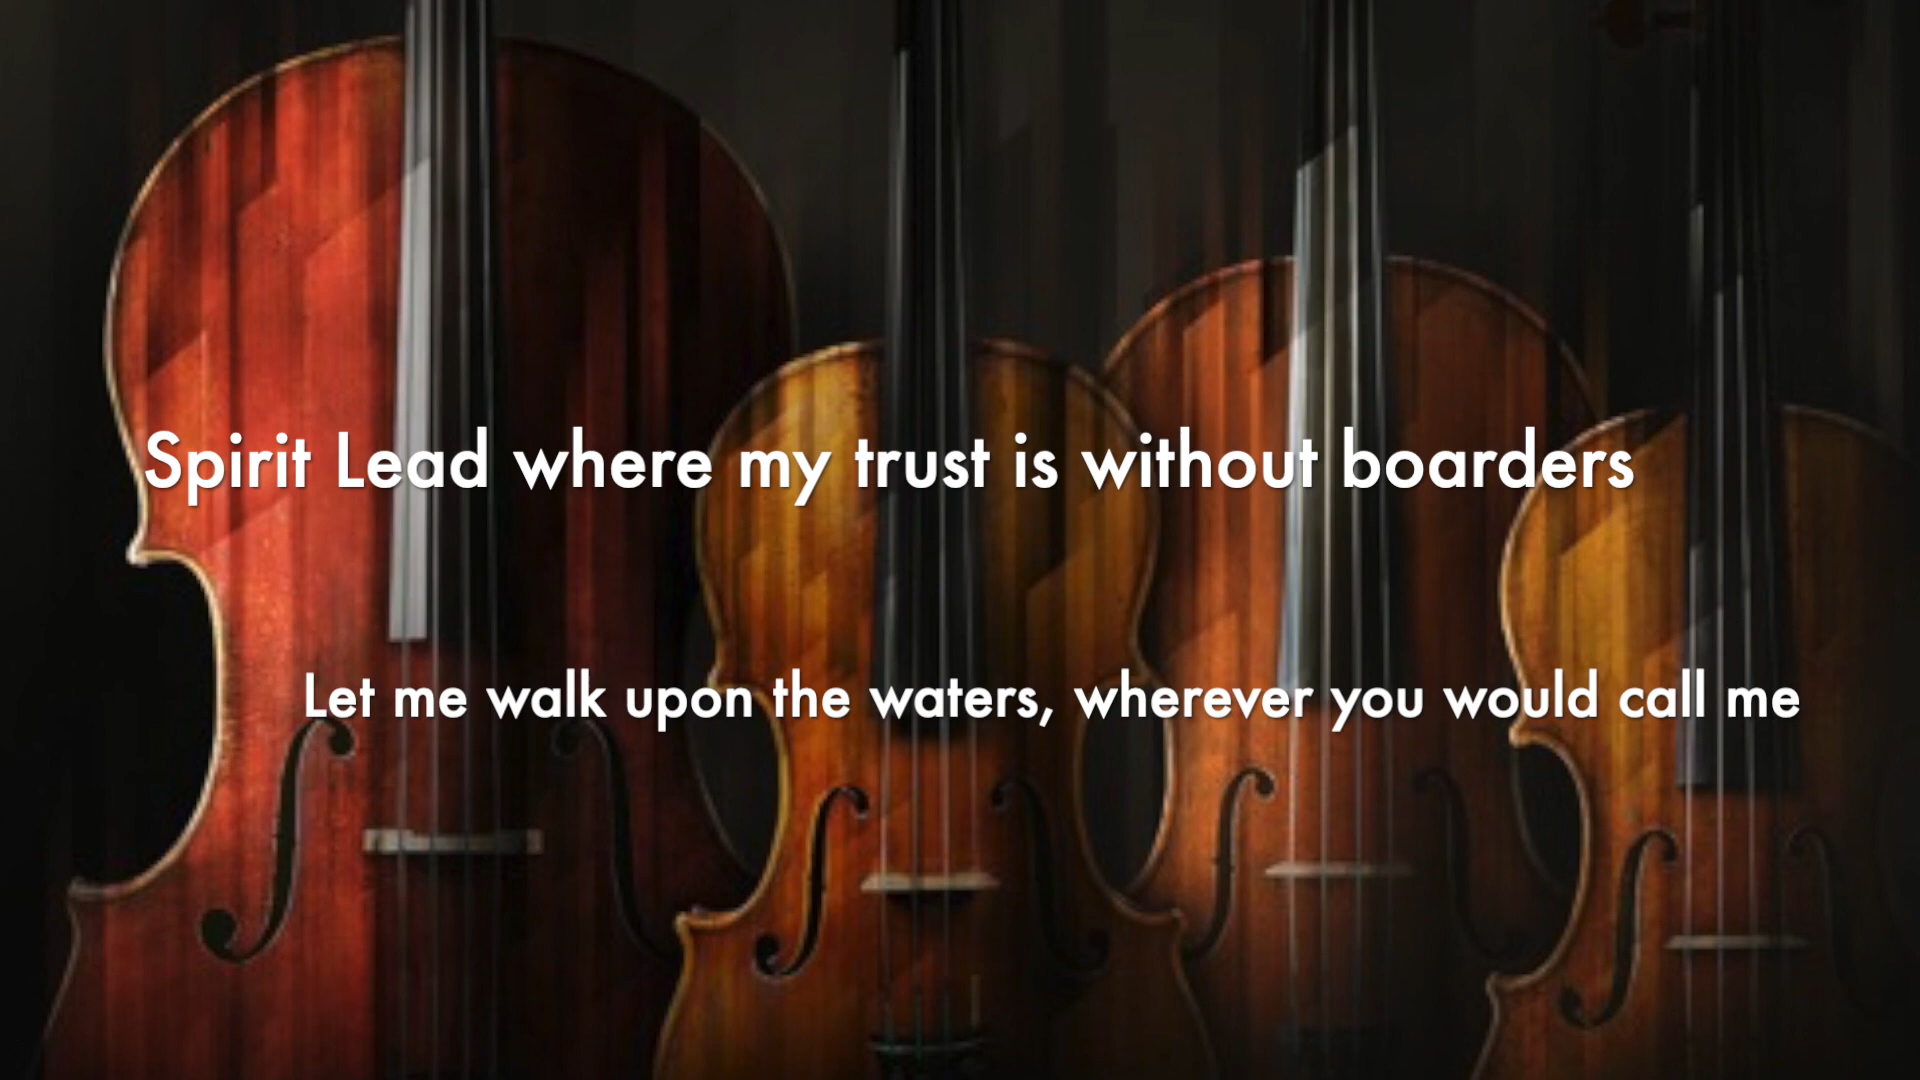 Spirit Lead where my trust is without boarders
Let me walk upon the waters, wherever you would call me